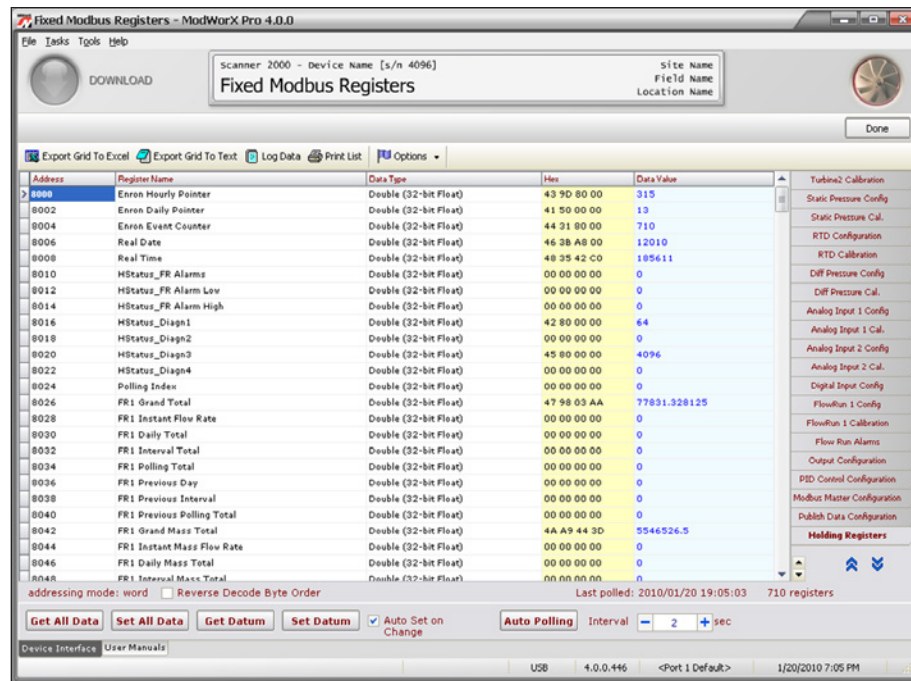 Fixed Modbus Registers - ModWorX Pro 4.0.0
File Tasks Tools Help
DOWNLOAD
Scanner 2000 - Device Name [s/n 4096]
Fixed Modbus Registers
Site Name
Field Name
Location Name
Done
Export Grid To Excel Export Grid To Text Log Data Print List Options
Address Register Name Data Type Hex Data Value
8000 Enron Hourly Pointer Double (32-bit Float) 43 9D 80 00 315
8002 Enron Daily Pointer Double (32-bit Float) 41 50 00 00 13
8004 Enron Event Counter Double (32-bit Float) 44 31 80 00 710
8006 Real Date Double (32-bit Float) 46 3B A8 00 12010
8008 Real Time Double (32-bit Float) 48 35 42 C0 185611
8010 HStatus_FR Alarms Double (32-bit Float) 00 00 00 00 0
8012 HStatus_FR Alarm Low Double (32-bit Float) 00 00 00 00 0
8014 HStatus_FR Alarm High Double (32-bit Float) 00 00 00 00 0
8016 HStatus_Diagn1 Double (32-bit Float) 42 80 00 00 64
8018 HStatus_Diagn2 Double (32-bit Float) 00 00 00 00 0
8020 HStatus_Diagn3 Double (32-bit Float) 45 80 00 00 4096
8022 HStatus_Diagn4 Double (32-bit Float) 00 00 00 00 0
8024 Polling Index Double (32-bit Float) 00 00 00 00 0
8026 FR1 Grand Total Double (32-bit Float) 47 98 03 AA 77831.328125
8028 FR1 Instant Flow Rate Double (32-bit Float) 00 00 00 00 0
8030 FR1 Daily Total Double (32-bit Float) 00 00 00 00 0
8032 FR1 Interval Total Double (32-bit Float) 00 00 00 00 0
8034 FR1 Polling Total Double (32-bit Float) 00 00 00 00 0
8036 FR1 Previous Day Double (32-bit Float) 00 00 00 00 0
8038 FR1 Previous Interval Double (32-bit Float) 00 00 00 00 0
8040 FR1 Previous Polling Total Double (32-bit Float) 00 00 00 00 0
8042 FR1 Grand Mass Total Double (32-bit Float) 4A A9 44 3D 5546526.5
8044 FR1 Instant Mass Flow Rate Double (32-bit Float) 00 00 00 00 0
8046 FR1 Daily Mass Total Double (32-bit Float) 00 00 00 00 0
8048 FR1 Interval Mass Total Double (32-bit Float) 00 00 00 00 0
Turbine2 Calibration
Static Pressure Config
Static Pressure Cal.
RTD Configuration
RTD Calibration
Diff Pressure Config
Diff Pressure Cal.
Analog Input 1 Config
Analog Input 1 Cal.
Analog Input 2 Config
Analog Input 2 Cal.
Digital Input Config
FlowRun 1 Config
FlowRun 1 Calibration
Flow Run Alarms
Output Configuration
PID Control Configuration
Modbus Master Configuration
Publish Data Configuration
Holding Registers
addressing mode: word Reverse Decode Byte Order Last polled: 2010/01/20 19:05:03 710 registers
Get All Data Set All Data Get Datum Set Datum Auto Set on Change Auto Polling Interval 2 sec
Device Interface User Manuals
USB 4.0.0.446 <Port 1 Default> 1/20/2010 7:05 PM